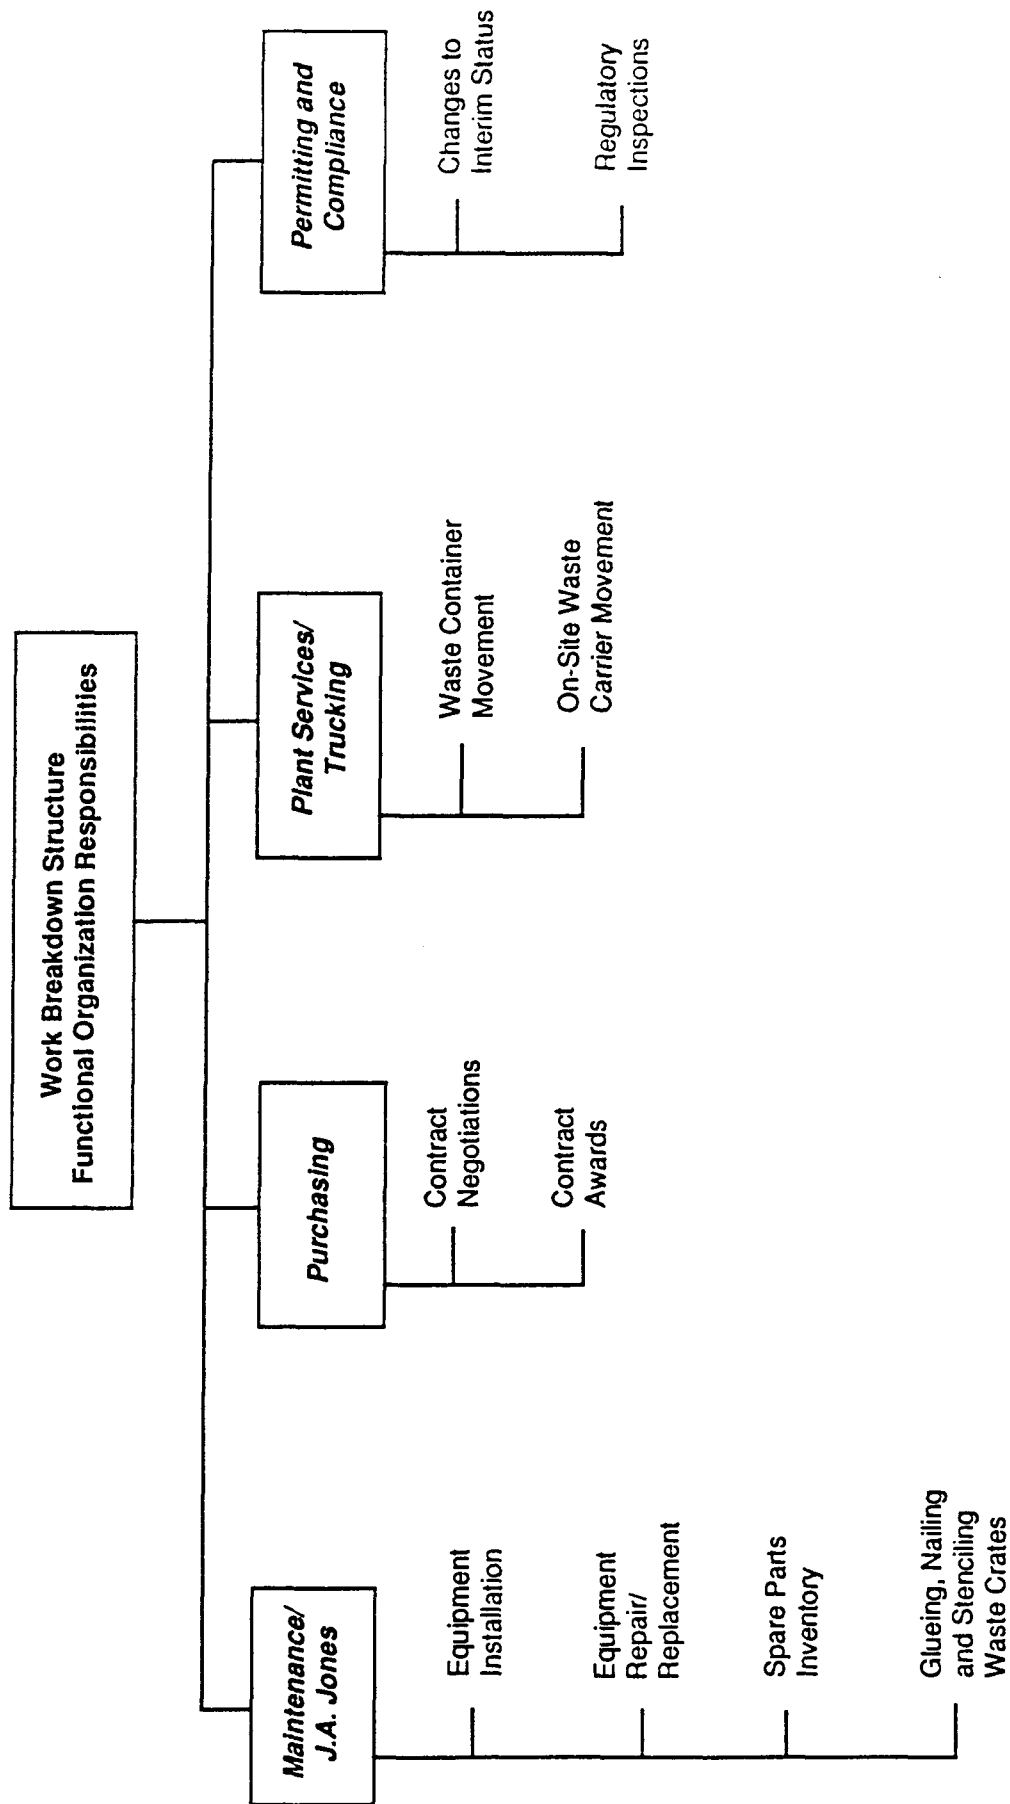 Work Breakdown Structure
Functional Organization Responsibilities
Maintenance/
J.A. Jones
Equipment
Installation
Equipment
Repair/
Replacement
Spare Parts
Inventory
Glueing, Nailing
and Stenciling
Waste Crates
Purchasing
Contract
Negotiations
Contract
Awards
Plant Services/
Trucking
Waste Container
Movement
On-Site Waste
Carrier Movement
Permitting and
Compliance
Changes to
Interim Status
Regulatory
Inspections